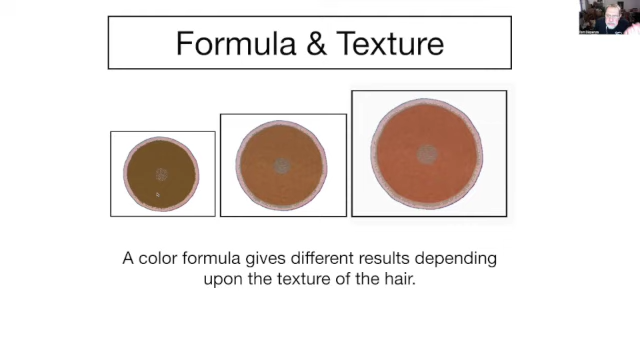 Formula & Texture
A color formula gives different results depending
upon the texture of the hair.